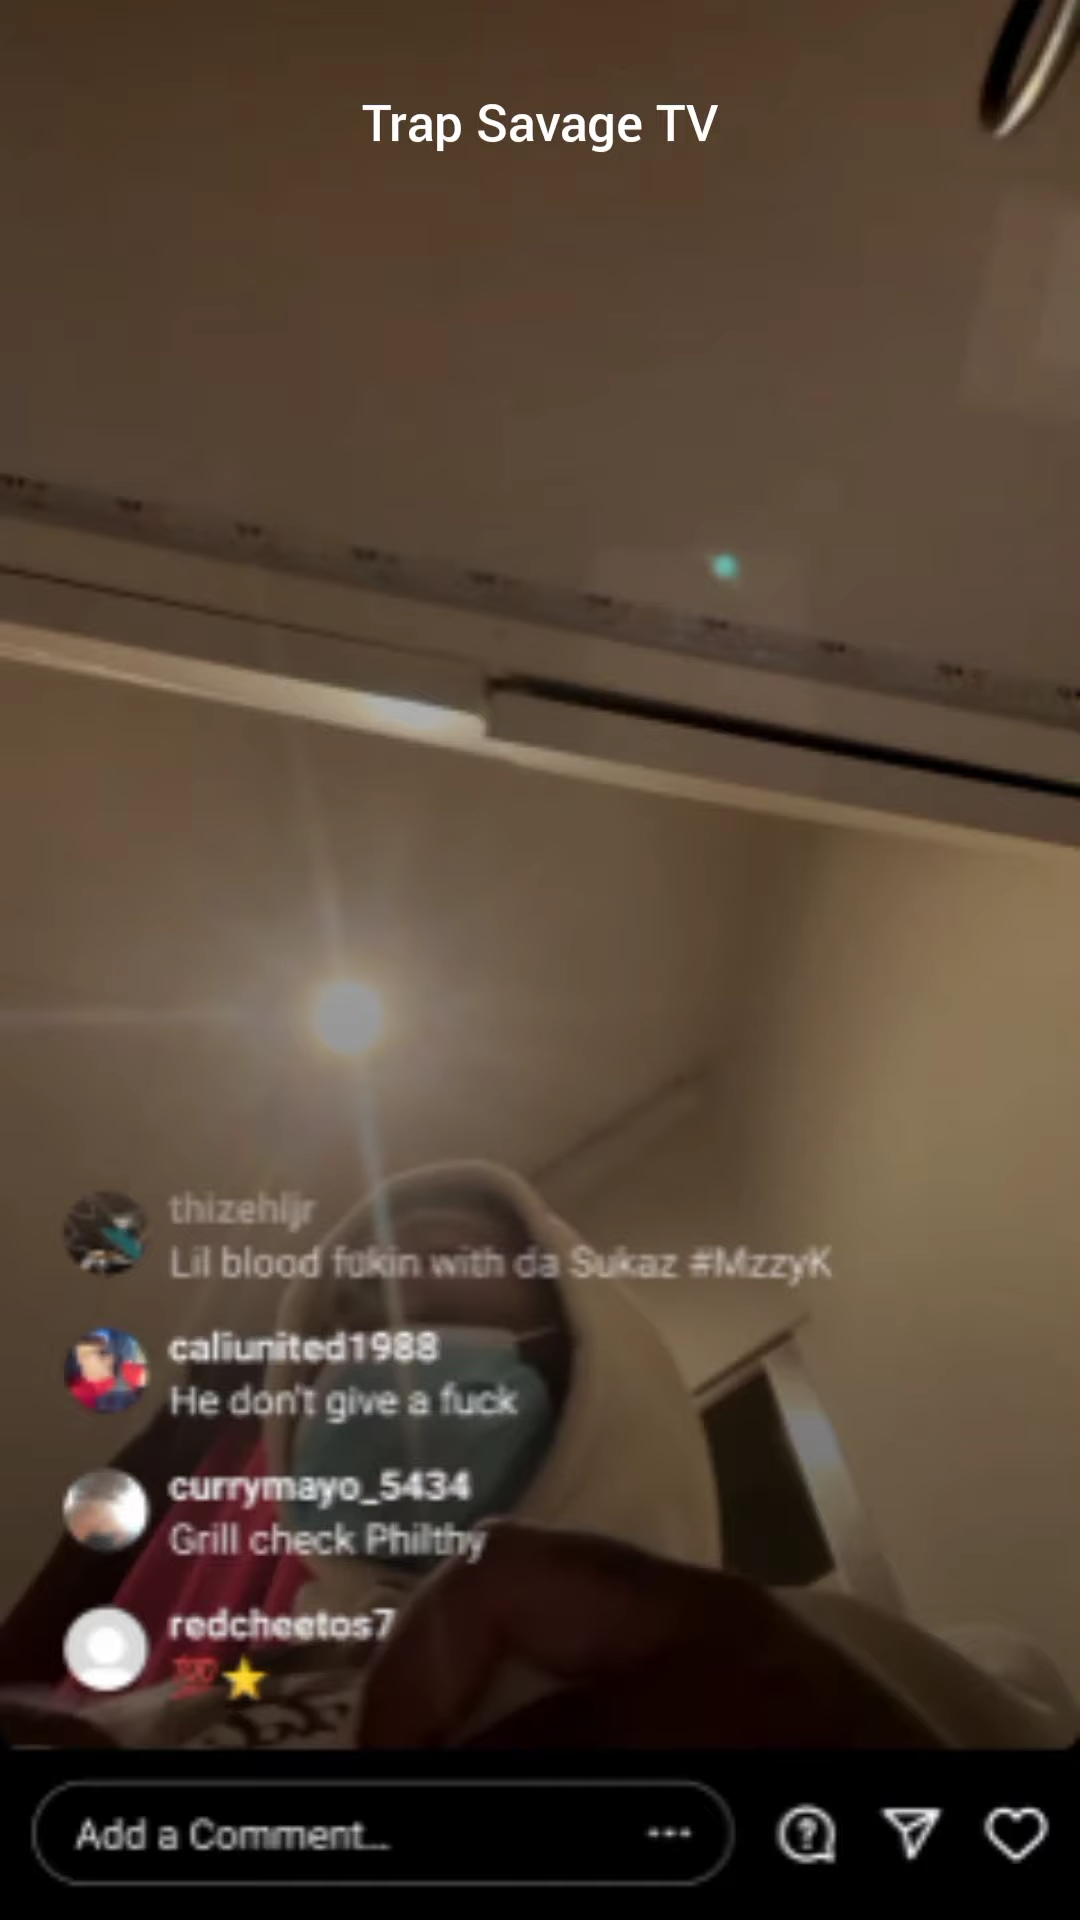 Trap Savage TV
thizehljr
Lil blood fükin with da Sukaz #MzzyK
caliunited1988
He don't give a fuck
currymayo_5434
Grill check Philthy
redcheetos7
💯⭐
Add a Comment...